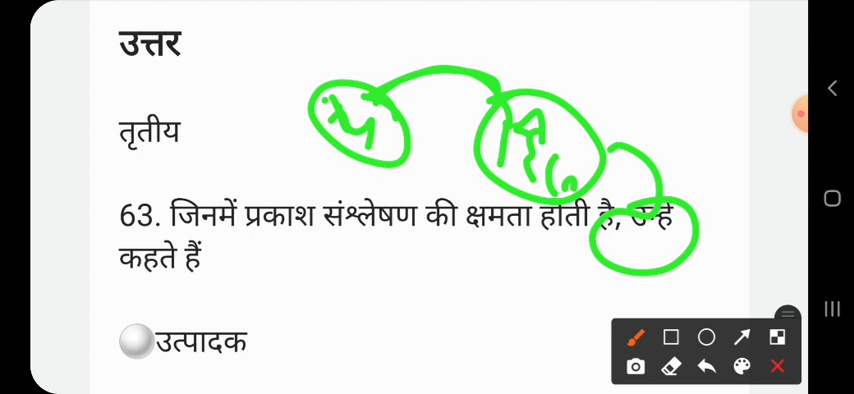 उत्तर
तृतीय
63. जिनमें प्रकाश संश्लेषण की क्षमता होती है, उन्हें
कहते हैं
उत्पादक